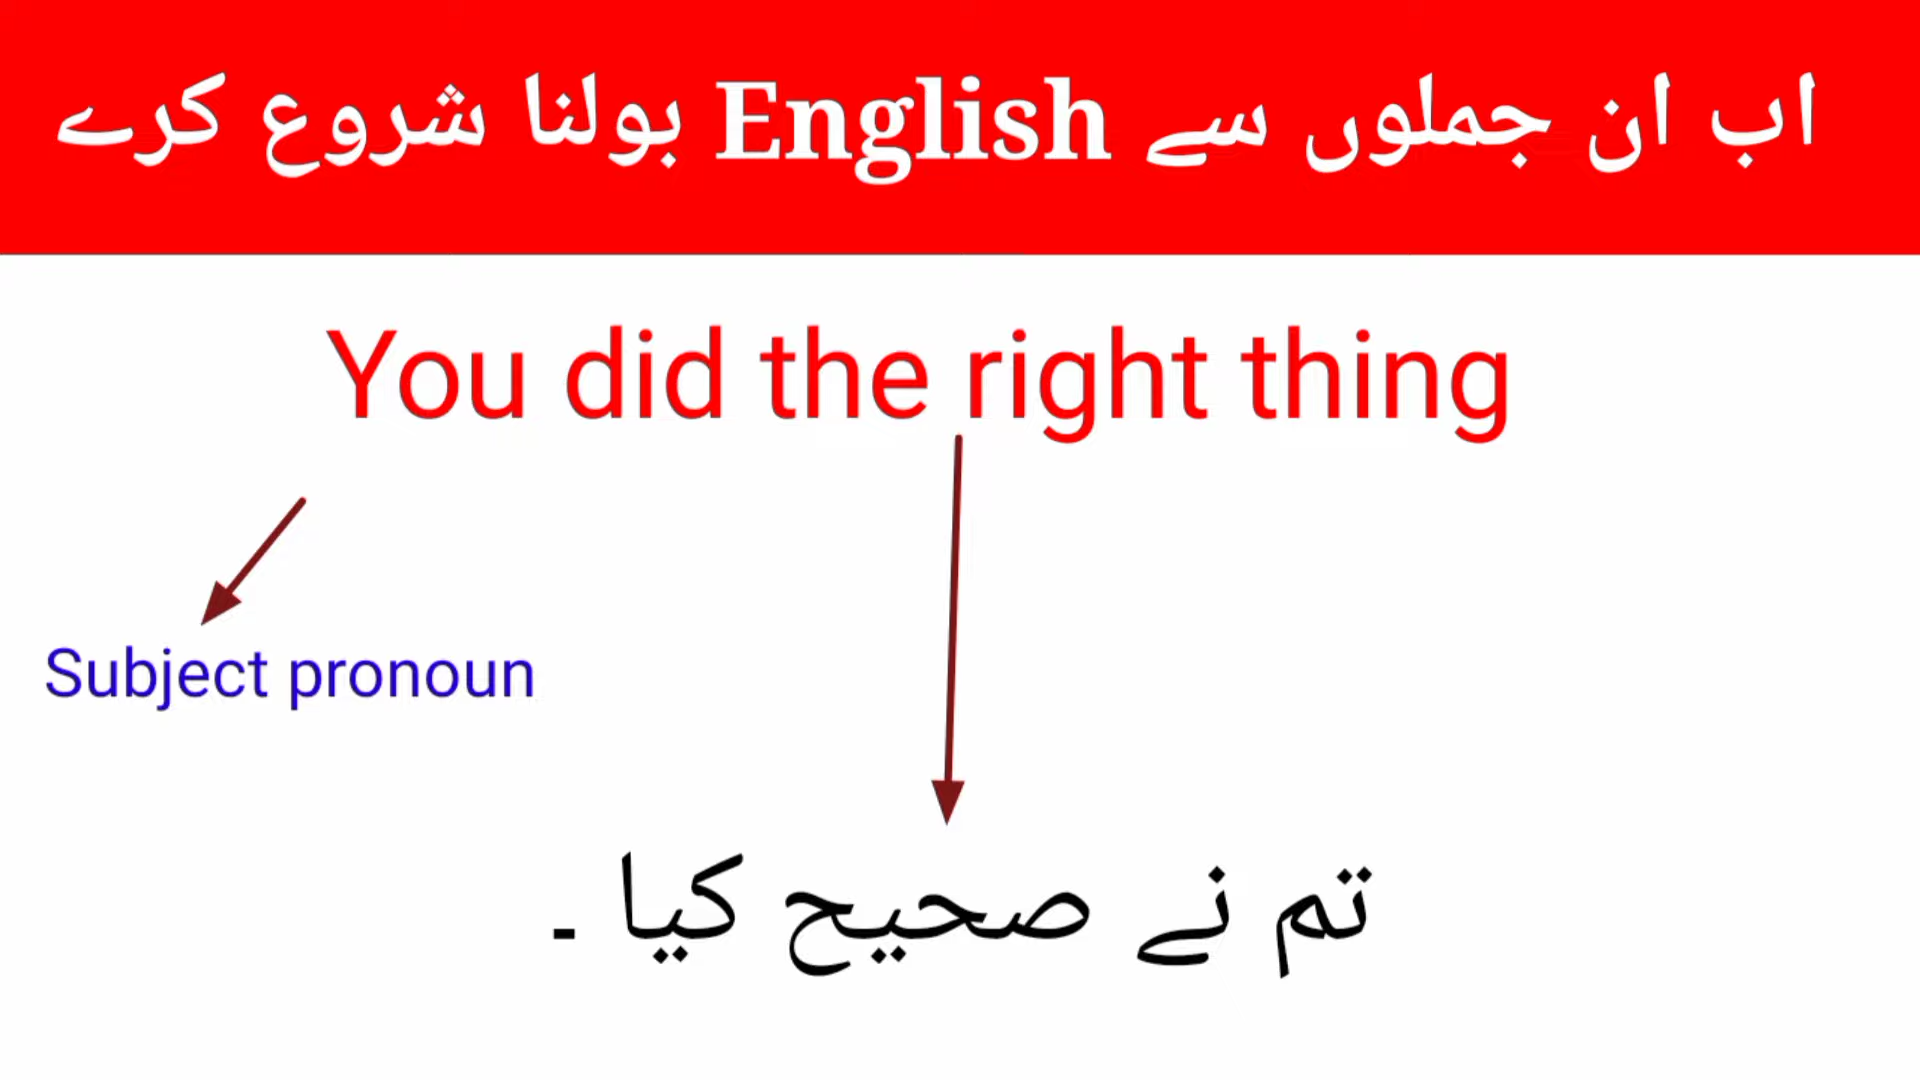 اب ان جملوں سے English بولنا شروع کرے
You did the right thing
Subject pronoun
تم نے صحیح کیا ۔